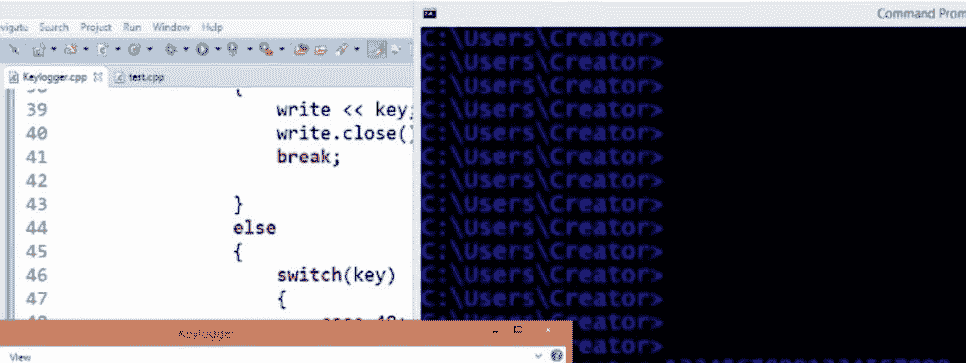 Search Project Run Window Help
Keylogger.cpp test.cpp
39 write << key;
40 write.close()
41 break;
42
43 }
44 else
45 {
46 switch(key)
47 {
Keylogger
View
Command Prom
C:\Users\Creator>
C:\Users\Creator>
C:\Users\Creator>
C:\Users\Creator>
C:\Users\Creator>
C:\Users\Creator>
C:\Users\Creator>
C:\Users\Creator>
C:\Users\Creator>
C:\Users\Creator>
C:\Users\Creator>
C:\Users\Creator>
C:\Users\Creator>